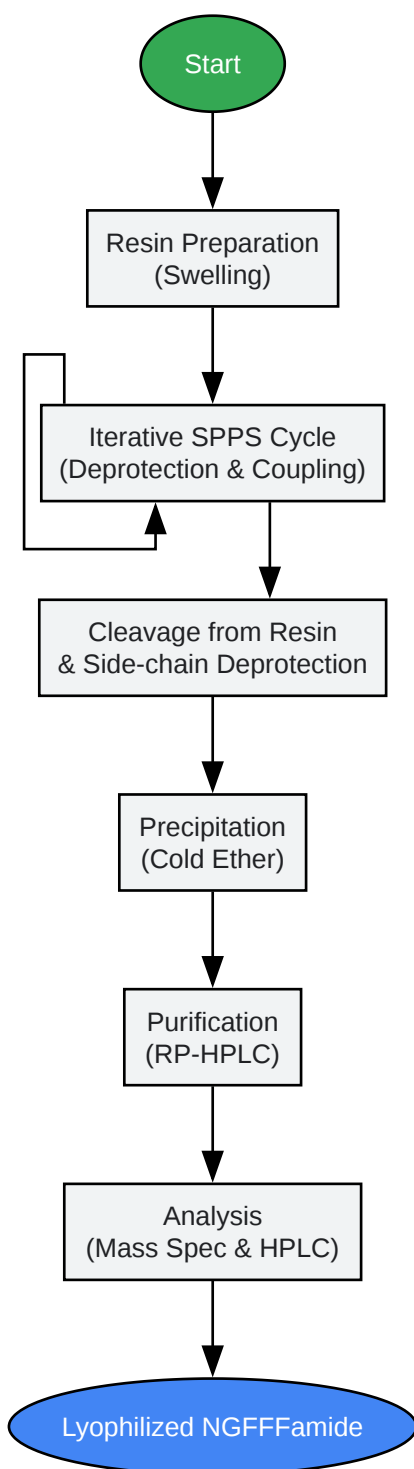 Start
Resin Preparation
(Swelling)
Iterative SPPS Cycle
(Deprotection & Coupling)
Cleavage from Resin
& Side-chain Deprotection
Precipitation
(Cold Ether)
Purification
(RP-HPLC)
Analysis
(Mass Spec & HPLC)
Lyophilized NGFFFamide